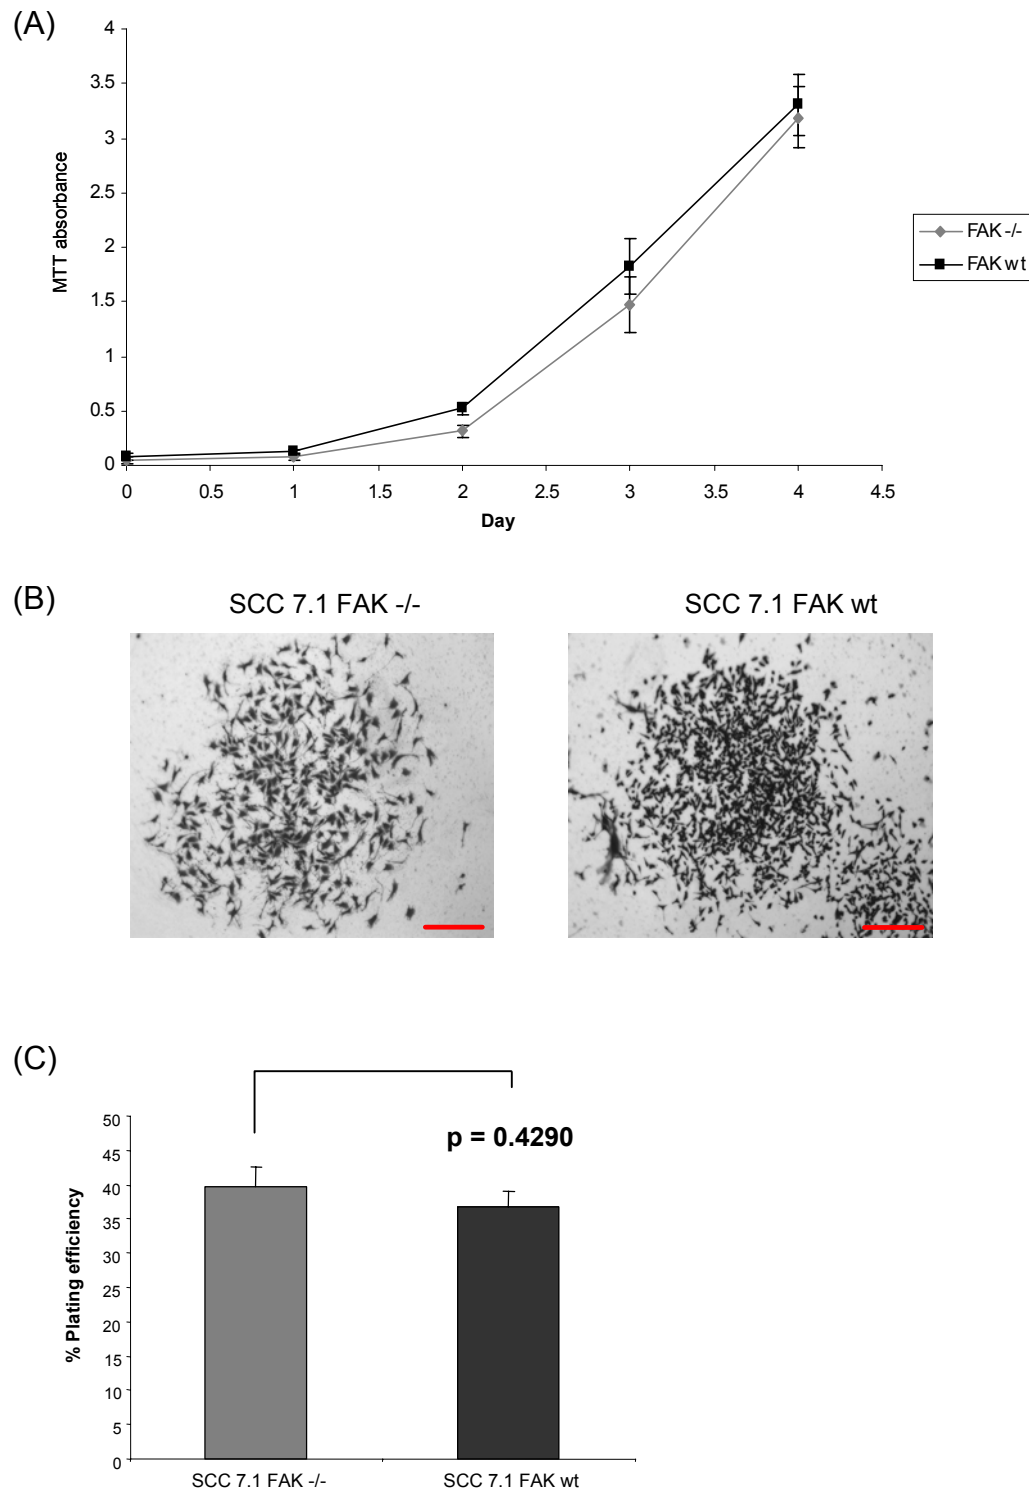 (A)
4
3.5
3
2.5
2
1.5
1
0.5
0
MTT absorbance
0 0.5 1 1.5 2 2.5 3 3.5 4 4.5
Day
FAK -/-
FAK wt
(B)
SCC 7.1 FAK -/- SCC 7.1 FAK wt
(C)
p = 0.4290
50
45
40
35
30
25
20
15
10
5
0
% Plating efficiency
SCC 7.1 FAK -/- SCC 7.1 FAK wt